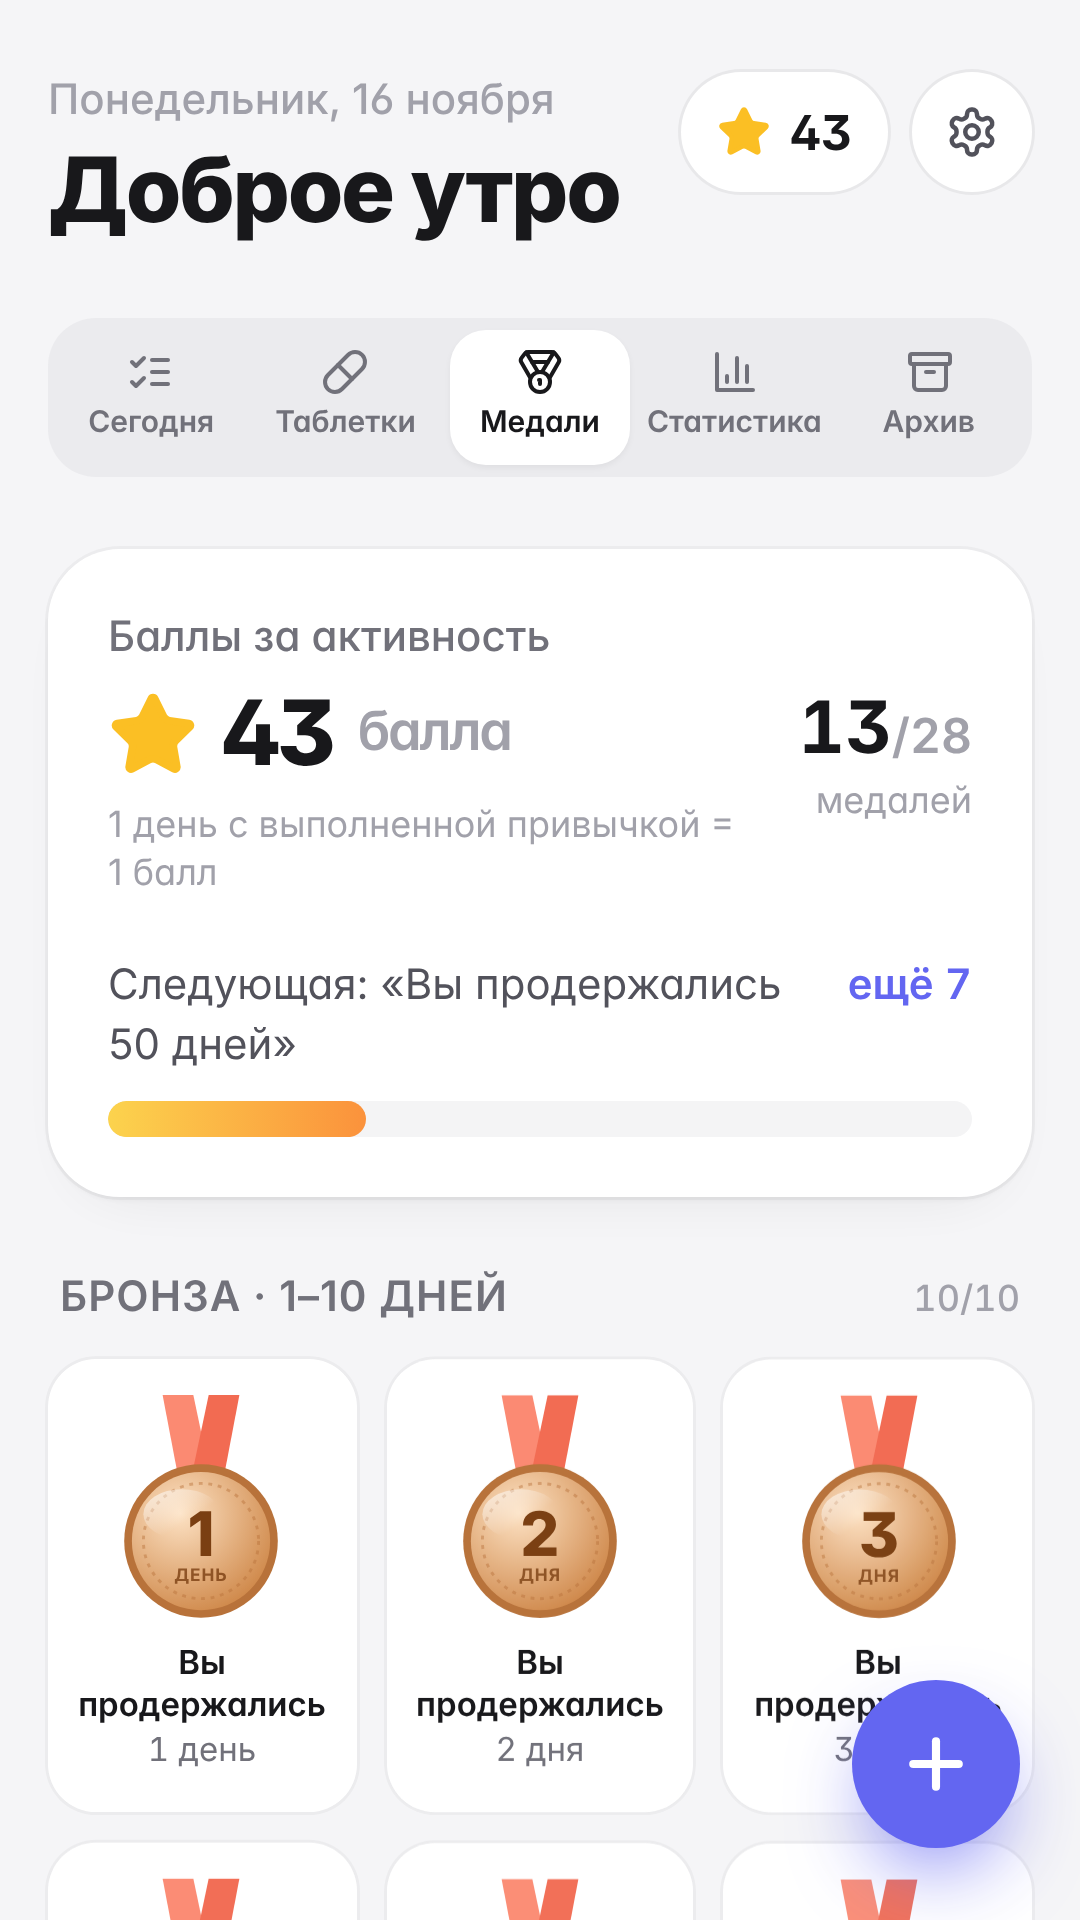 Понедельник, 16 ноября
Доброе утро
43
Сегодня
Таблетки
Медали
Статистика
Архив
Баллы за активность
43 балла
13/28
медалей
1 день с выполненной привычкой =
1 балл
Следующая: «Вы продержались
50 дней»
ещё 7
БРОНЗА · 1–10 ДНЕЙ
10/10
1
ДЕНЬ
Вы
продержались
1 день
2
ДНЯ
Вы
продержались
2 дня
3
ДНЯ
Вы
3